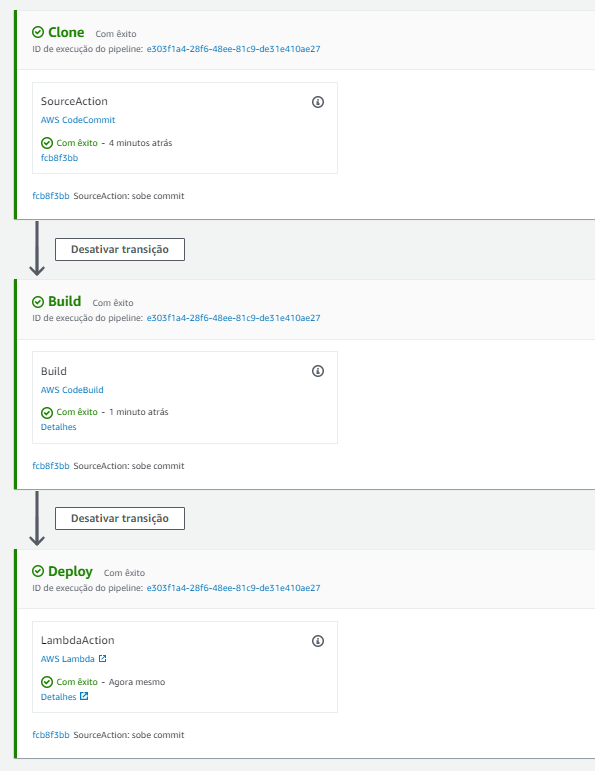 Clone Com êxito
ID de execução do pipeline: e303f1a4-28f6-48ee-81c9-de31e410ae27
SourceAction
AWS CodeCommit
Com êxito - 4 minutos atrás
fcb8f3bb
fcb8f3bb SourceAction: sobe commit
Desativar transição
Build Com êxito
ID de execução do pipeline: e303f1a4-28f6-48ee-81c9-de31e410ae27
Build
AWS CodeBuild
Com êxito - 1 minuto atrás
Detalhes
fcb8f3bb SourceAction: sobe commit
Desativar transição
Deploy Com êxito
ID de execução do pipeline: e303f1a4-28f6-48ee-81c9-de31e410ae27
LambdaAction
AWS Lambda
Com êxito - Agora mesmo
Detalhes
fcb8f3bb SourceAction: sobe commit